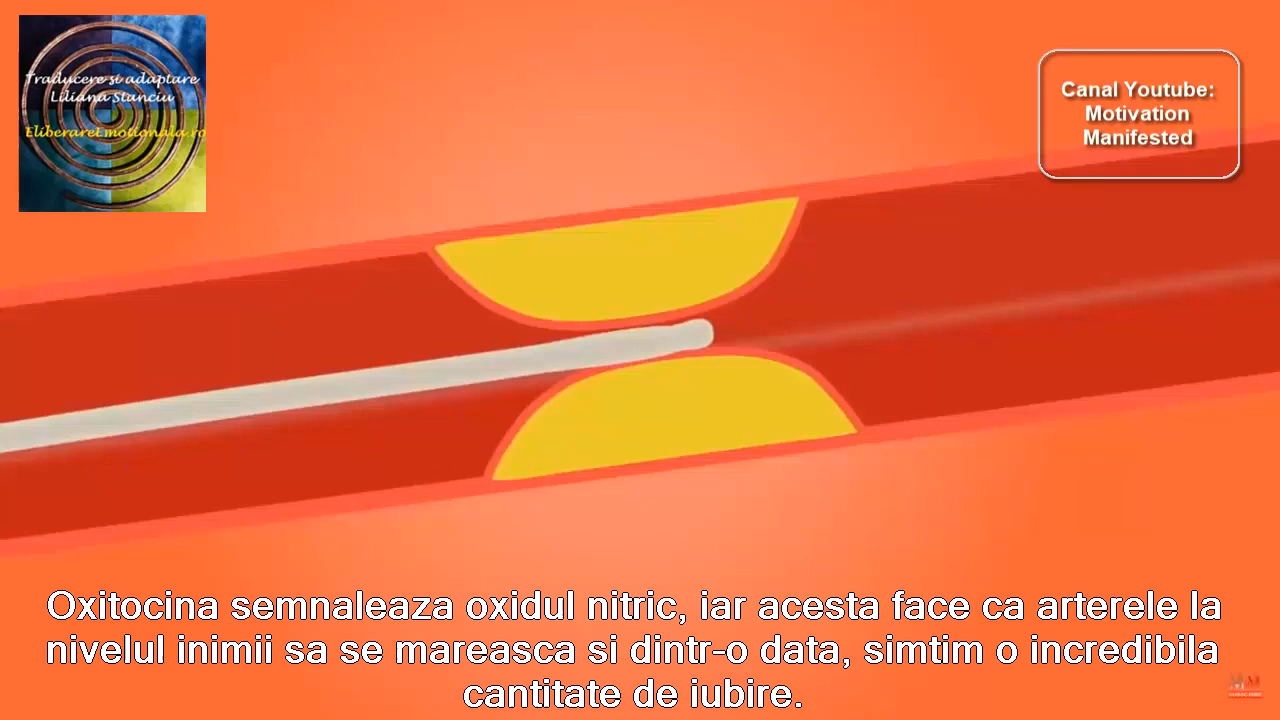 Traducere si adaptare
Liliana Stanciu
EliberareEmotionala.ro
Canal Youtube:
Motivation
Manifested
Oxitocina semnaleaza oxidul nitric, iar acesta face ca arterele la
nivelul inimii sa se mareasca si dintr-o data, simtim o incredibila
cantitate de iubire.